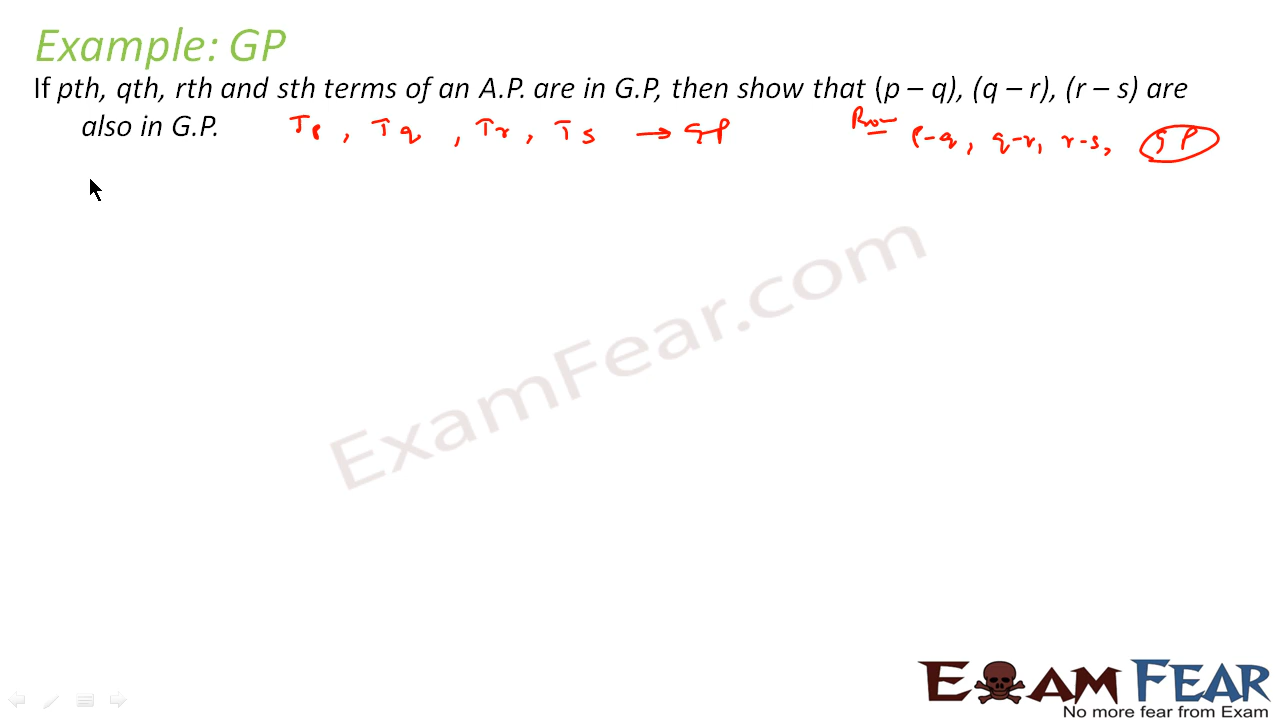 Example: GP
If pth, qth, rth and sth terms of an A.P. are in G.P, then show that (p – q), (q – r), (r – s) are
also in G.P.
Tp, Tq, Tr, Ts → GP
p-q, q-r, r-s, GP
ExamFear.com
EXAM FEAR
No more fear from Exam